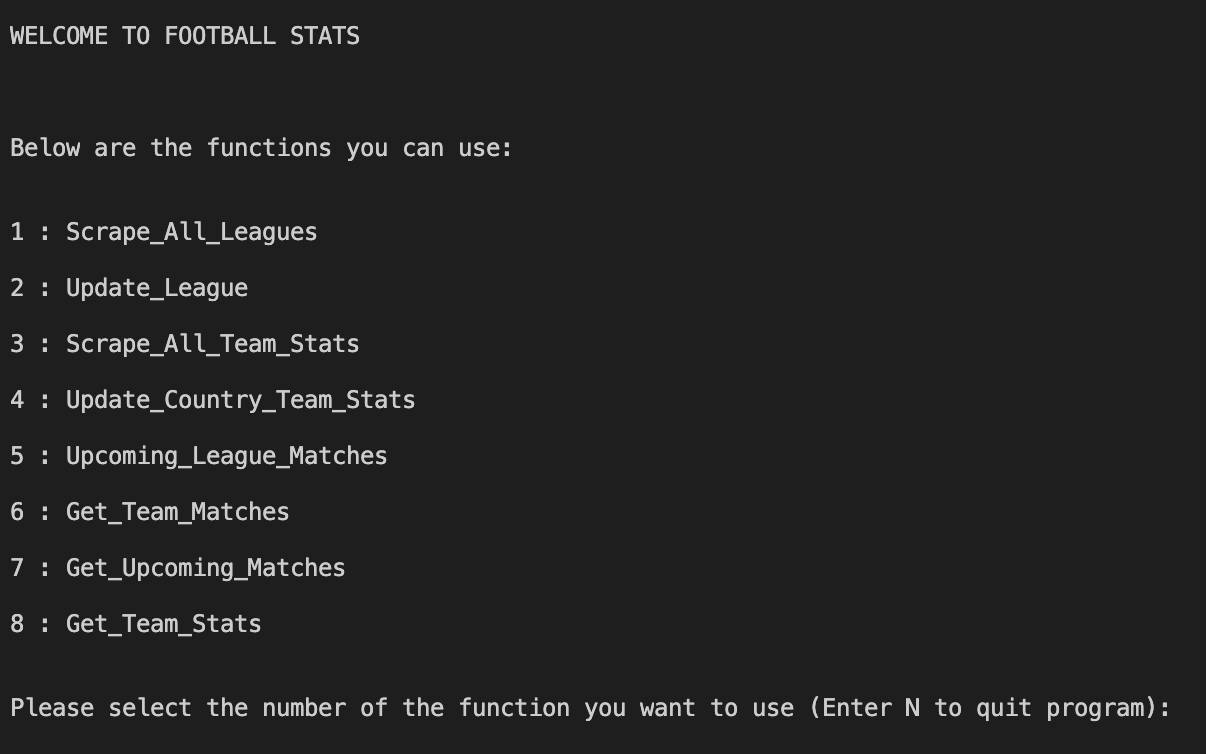 WELCOME TO FOOTBALL STATS
Below are the functions you can use:
1 : Scrape_All_Leagues
2 : Update_League
3 : Scrape_All_Team_Stats
4 : Update_Country_Team_Stats
5 : Upcoming_League_Matches
6 : Get_Team_Matches
7 : Get_Upcoming_Matches
8 : Get_Team_Stats
Please select the number of the function you want to use (Enter N to quit program):